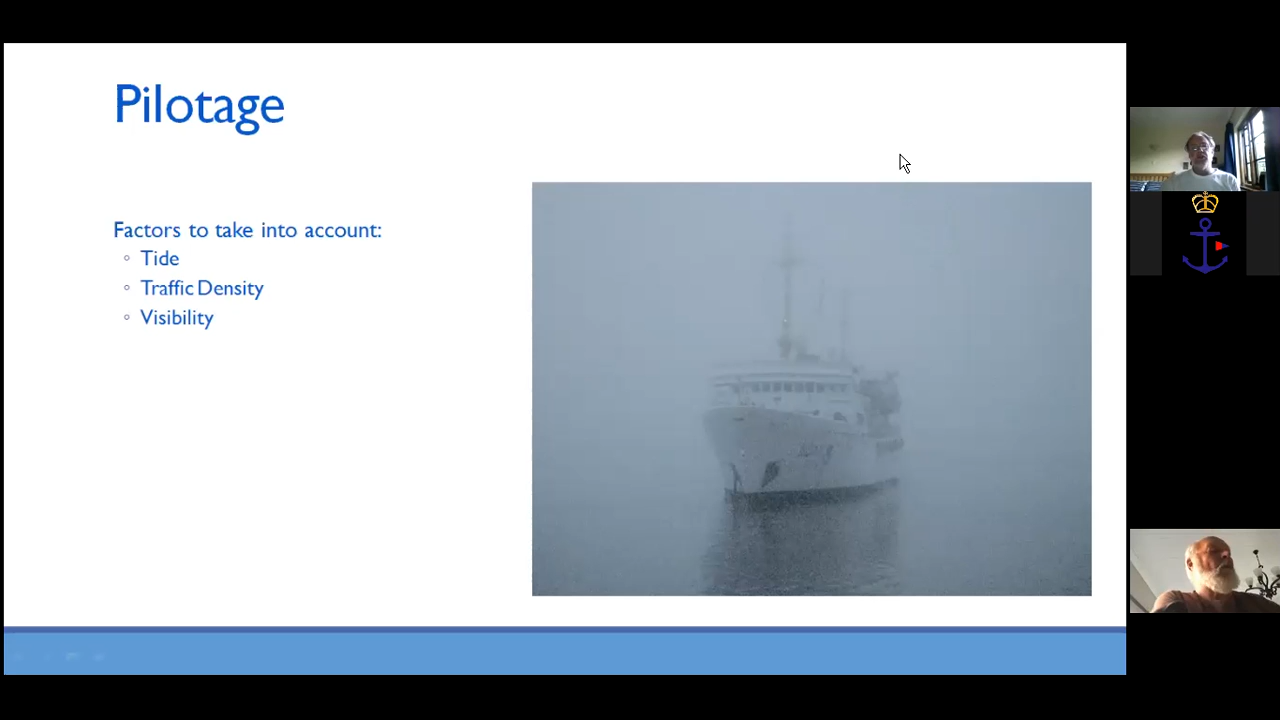 Pilotage
Factors to take into account:
Tide
Traffic Density
Visibility